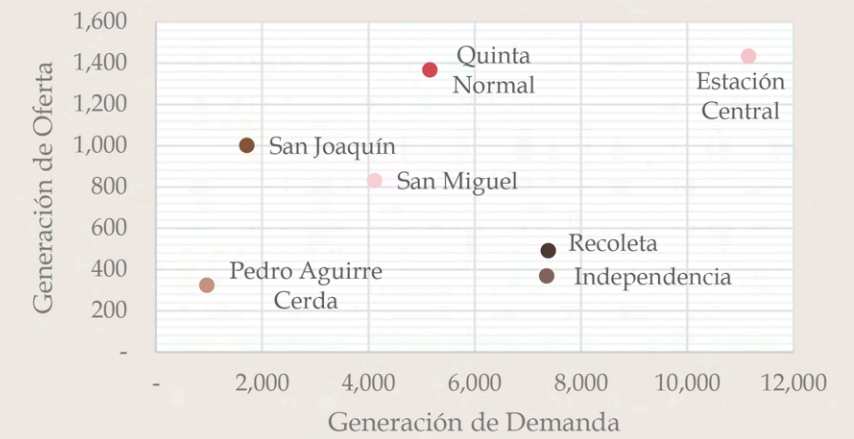 1,600
1,400
1,200
1,000
800
600
400
200
-
Generación de Oferta
Quinta
Normal
Estación
Central
San Joaquín
San Miguel
Recoleta
Independencia
Pedro Aguirre
Cerda
- 2,000 4,000 6,000 8,000 10,000 12,000
Generación de Demanda